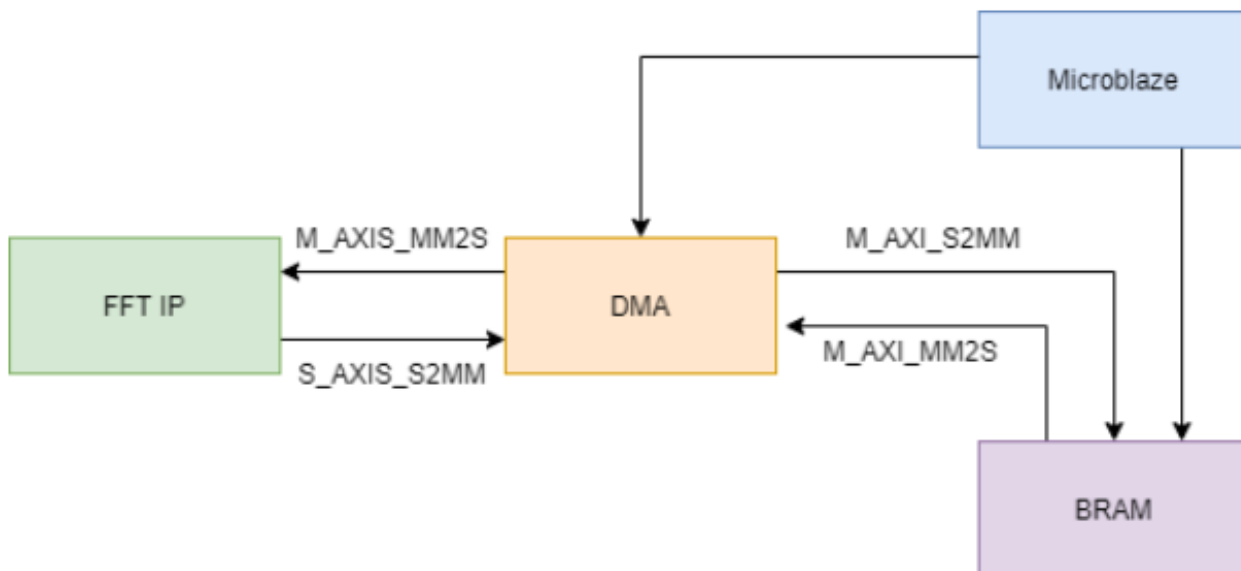 Microblaze
M_AXIS_MM2S
M_AXI_S2MM
FFT IP
DMA
S_AXIS_S2MM
M_AXI_MM2S
BRAM